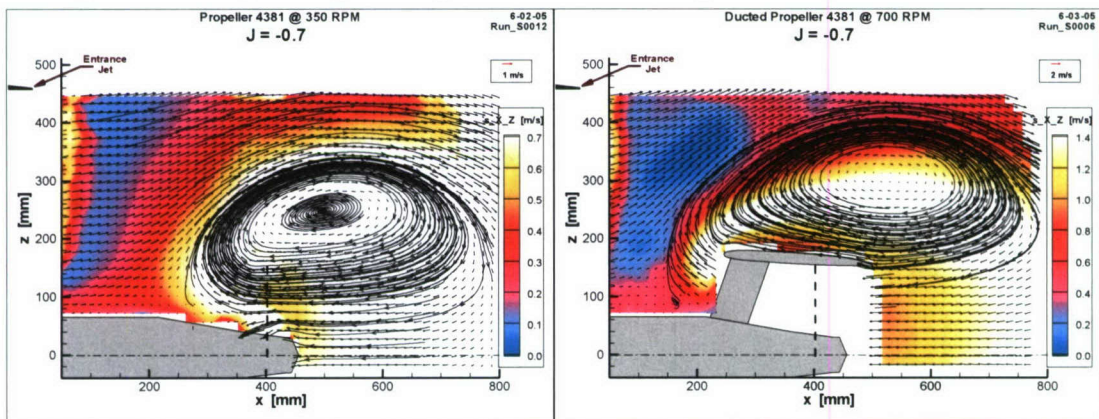 Propeller 4381 @ 350 RPM
6-02-05
Run_S0012
J = -0.7
Entrance
Jet
1 m/s
500
400
300
200
100
0
z [mm]
200
400
600
800
x [mm]
X_Z [m/s]
0.7
0.6
0.5
0.4
0.3
0.2
0.1
0.0
Ducted Propeller 4381 @ 700 RPM
6-03-05
Run_S0006
J = -0.7
Entrance
Jet
2 m/s
500
400
300
200
100
0
z [mm]
200
400
600
800
x [mm]
X_Z [m/s]
1.4
1.2
1.0
0.8
0.6
0.4
0.2
0.0